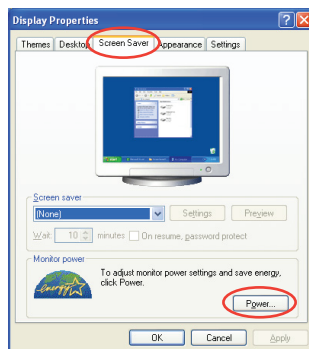 Display Properties
Themes Desktop Screen Saver Appearance Settings
Screen saver
(None) Settings Preview
Wait: 10 minutes On resume, password protect
Monitor power
To adjust monitor power settings and save energy,
click Power.
energy
Power...
OK Cancel Apply